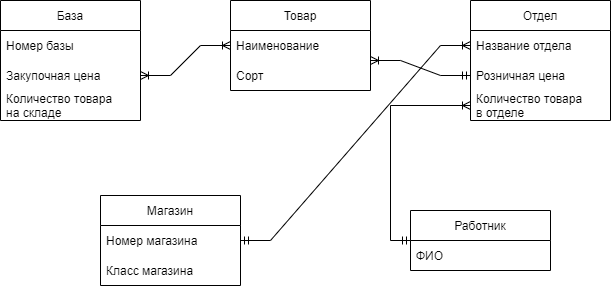 База
Номер базы
Закупочная цена
Количество товара
на складе
Товар
Наименование
Сорт
Отдел
Название отдела
Розничная цена
Количество товара
в отделе
Магазин
Номер магазина
Класс магазина
Работник
ФИО